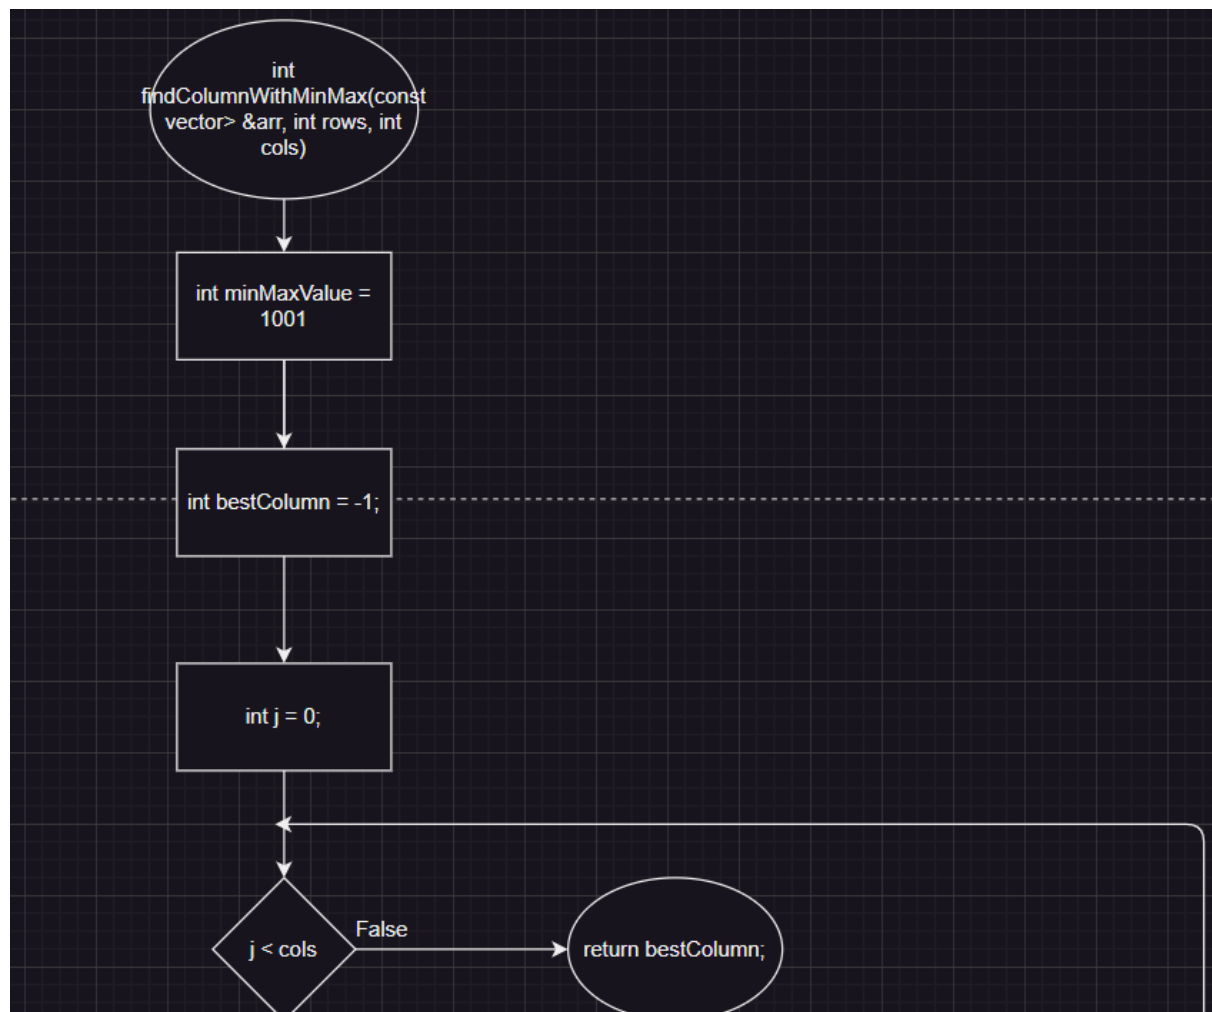 int
findColumnWithMinMax(const
vector> &arr, int rows, int
cols)
int minMaxValue =
1001
int bestColumn = -1;
int j = 0;
j < cols
False
return bestColumn;